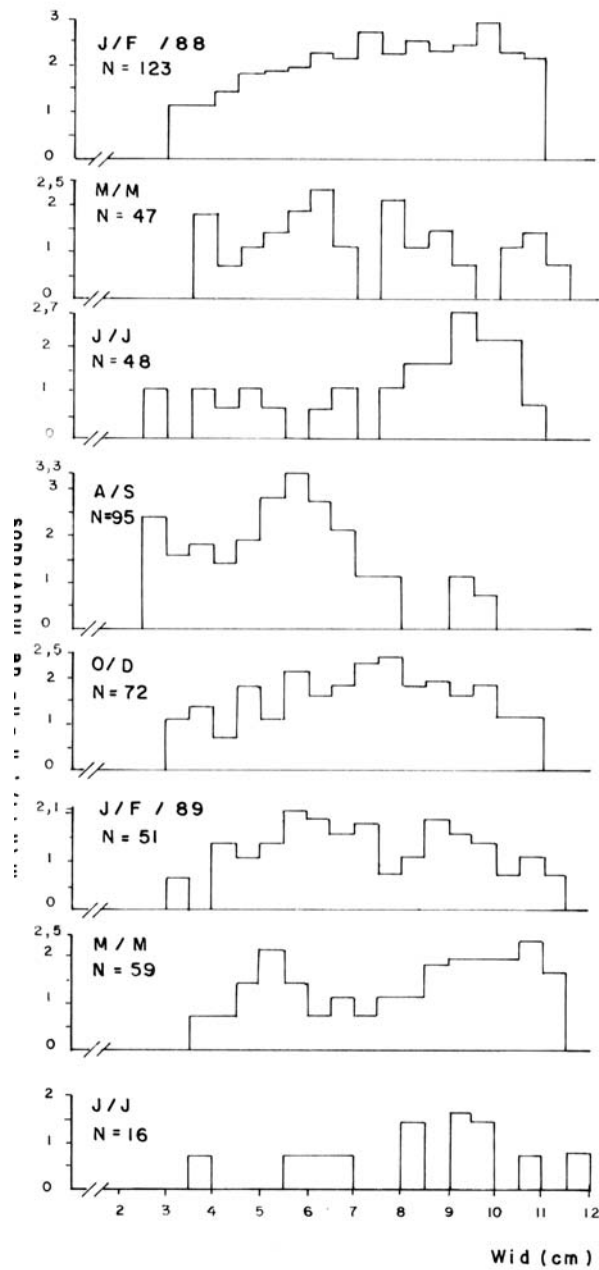 3
J/F /88
N = 123
2
1
0
2,5
M/M
2
N = 47
1
0
2,7
J/J
2
N=48
1
0
3,3
A/S
3
N=95
2
1
0
de indivíduos
2,5
O/D
2
N=72
1
0
2,1
J/F / 89
N= 51
1
0
2,5
M/M
2
N = 59
1
0
2
J/J
1
N=16
0
2 3 4 5 6 7 8 9 10 11 12
Wid (cm)